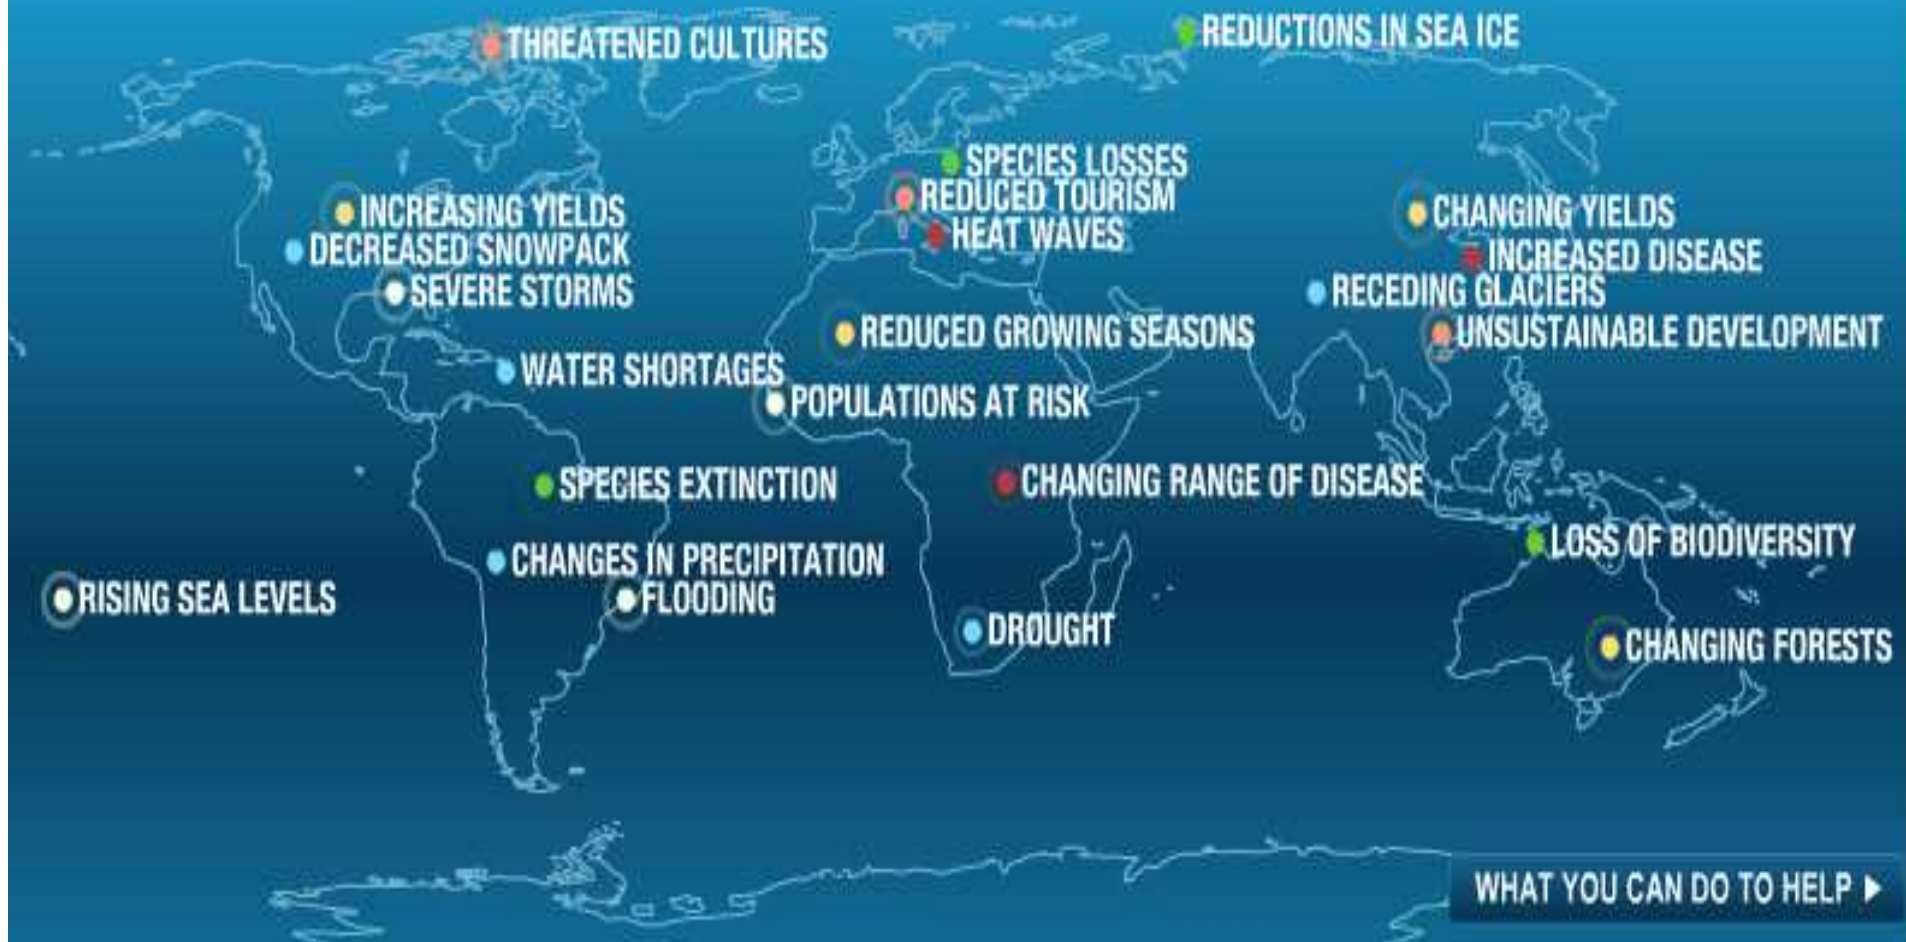 REDUCTIONS IN SEA ICE
THREATENED CULTURES
SPECIES LOSSES
REDUCED TOURISM
HEAT WAVES
INCREASING YIELDS
DECREASED SNOWPACK
SEVERE STORMS
CHANGING YIELDS
INCREASED DISEASE
RECEDING GLACIERS
UNSUSTAINABLE DEVELOPMENT
REDUCED GROWING SEASONS
WATER SHORTAGES
POPULATIONS AT RISK
SPECIES EXTINCTION
CHANGING RANGE OF DISEASE
LOSS OF BIODIVERSITY
CHANGES IN PRECIPITATION
RISING SEA LEVELS
FLOODING
DROUGHT
CHANGING FORESTS
WHAT YOU CAN DO TO HELP